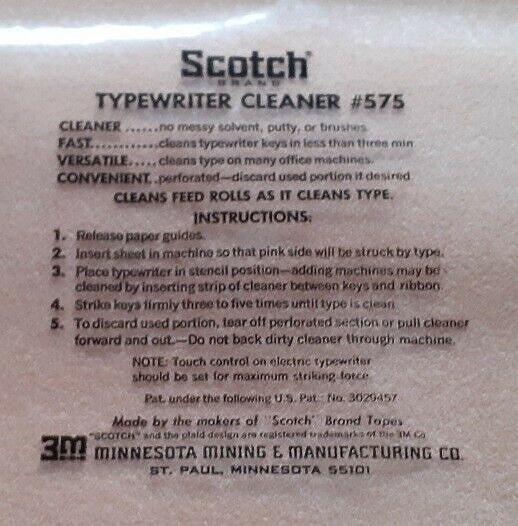 Scotch®
BRAND
TYPEWRITER CLEANER #575
CLEANER ......no messy solvent, putty, or brushes.
FAST............cleans typewriter keys in less than three min.
VERSATILE.....cleans type on many office machines.
CONVENIENT..perforated—discard used portion if desired.
CLEANS FEED ROLLS AS IT CLEANS TYPE.
INSTRUCTIONS:
1. Release paper guides.
2. Insert sheet in machine so that pink side will be struck by type.
3. Place typewriter in stencil position—adding machines may be
cleaned by inserting strip of cleaner between keys and ribbon.
4. Strike keys firmly three to five times until type is clean.
5. To discard used portion, tear off perforated section or pull cleaner
forward and out.—Do not back dirty cleaner through machine.
NOTE: Touch control on electric typewriter
should be set for maximum striking force.
Pat. under the following U.S. Pat.: No. 3029457
Made by the makers of "Scotch" Brand Tapes
"SCOTCH" and the plaid design are registered trademarks of the 3M Co.
3M MINNESOTA MINING & MANUFACTURING CO.
ST. PAUL, MINNESOTA 55101